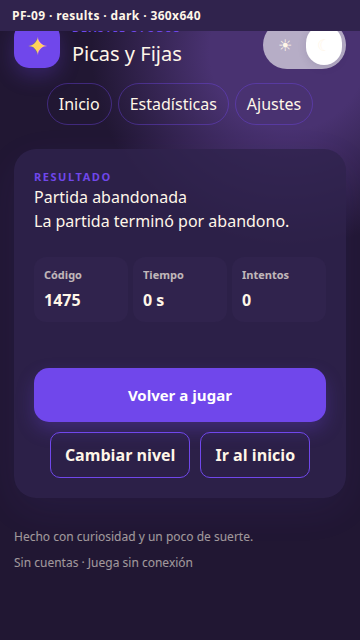 PF-09 · results · dark · 360x640
Picas y Fijas
Inicio
Estadísticas
Ajustes
RESULTADO
Partida abandonada
La partida terminó por abandono.
Código
Tiempo
Intentos
1475
0 s
0
Volver a jugar
Cambiar nivel
Ir al inicio
Hecho con curiosidad y un poco de suerte.
Sin cuentas · Juega sin conexión